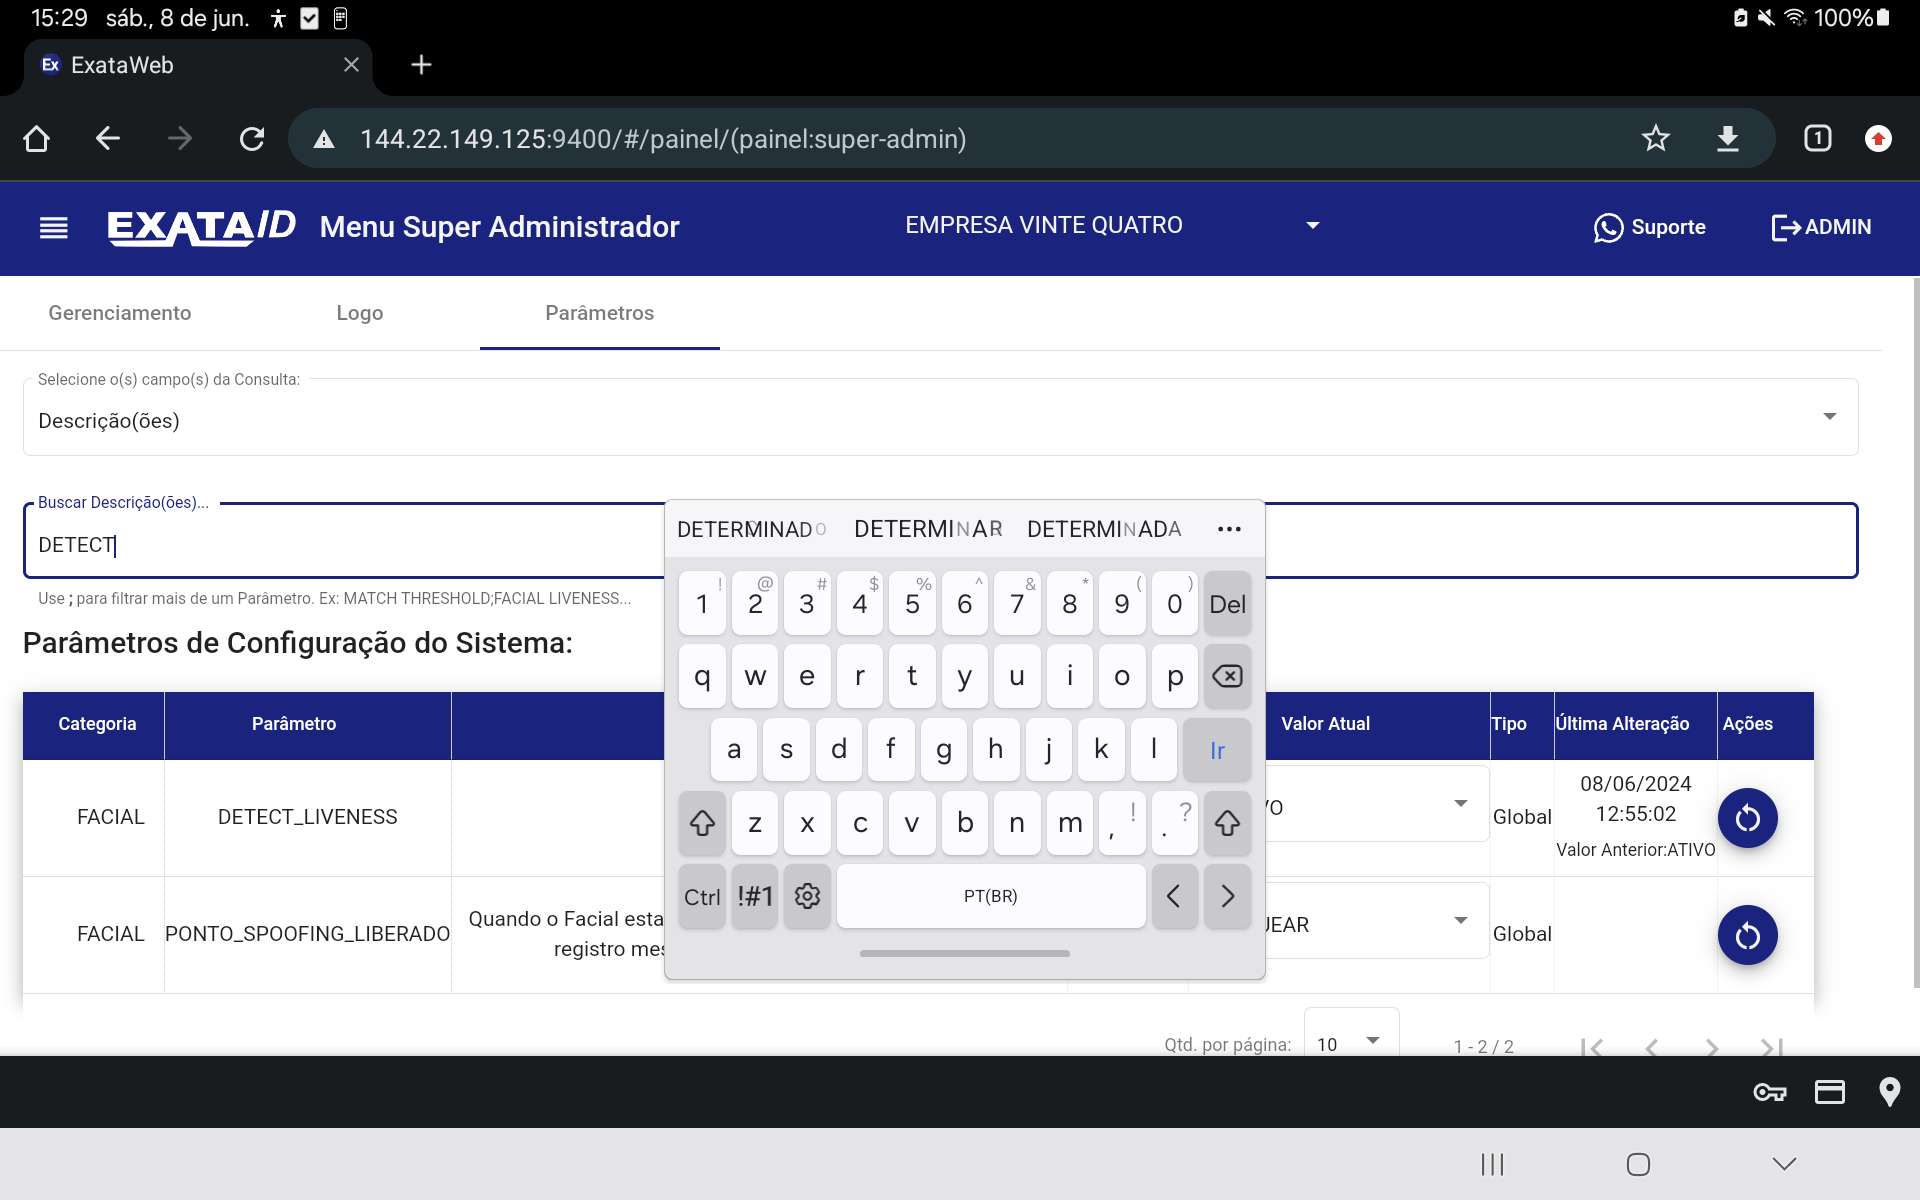 15:29 sáb., 8 de jun. 100%
Ex ExataWeb
144.22.149.125:9400/#/painel/(painel:super-admin) 1
EXATA/ID Menu Super Administrador EMPRESA VINTE QUATRO Suporte ADMIN
Gerenciamento Logo Parâmetros
Selecione o(s) campo(s) da Consulta:
Descrição(ões)
Buscar Descrição(ões)...
DETECT
Use ; para filtrar mais de um Parâmetro. Ex: MATCH THRESHOLD;FACIAL LIVENESS...
Parâmetros de Configuração do Sistema:
Categoria Parâmetro Valor Atual Tipo Última Alteração Ações
FACIAL DETECT_LIVENESS VO Global 08/06/2024
12:55:02
Valor Anterior:ATIVO
FACIAL PONTO_SPOOFING_LIBERADO Quando o Facial esta
registro mes
UEAR Global
Qtd. por página: 10 1 - 2 / 2
DETERMINADO DETERMINAR DETERMINADA ...
! @ # $ % ^ & * ( )
1 2 3 4 5 6 7 8 9 0 Del
q w e r t y u i o p
a s d f g h j k l Ir
z x c v b n m , ! . ?
Ctrl !#1 PT(BR) < >